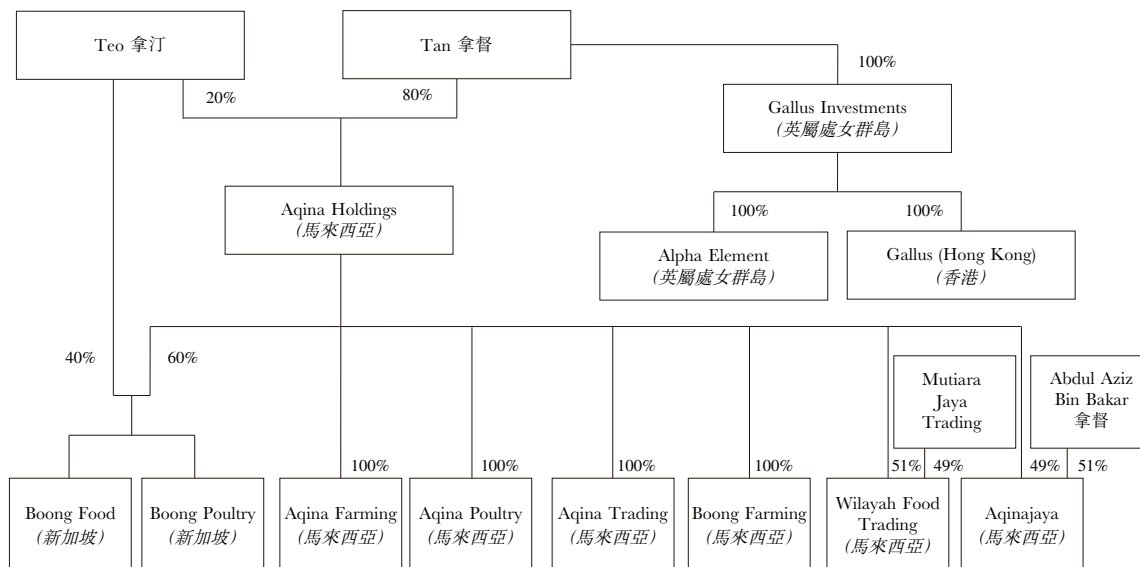 Teo 拿汀
Tan 拿督
100%
20%
80%
Gallus Investments
(英屬處女群島)
Aqina Holdings
(馬來西亞)
100%
100%
Alpha Element
(英屬處女群島)
Gallus (Hong Kong)
(香港)
40%
60%
Mutiara
Jaya
Trading
Abdul Aziz
Bin Bakar
拿督
100%
100%
100%
100%
51%
49%
49%
51%
Boong Food
(新加坡)
Boong Poultry
(新加坡)
Aqina Farming
(馬來西亞)
Aqina Poultry
(馬來西亞)
Aqina Trading
(馬來西亞)
Boong Farming
(馬來西亞)
Wilayah Food
Trading
(馬來西亞)
Aqinajaya
(馬來西亞)